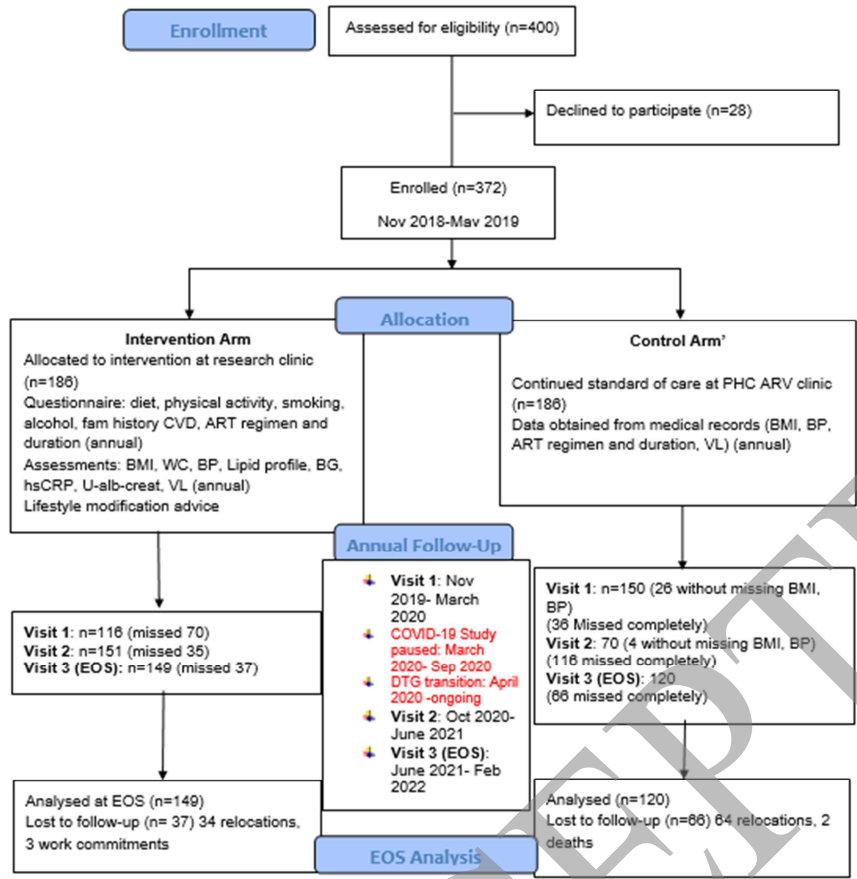 Enrollment
Assessed for eligibility (n=400)
Declined to participate (n=28)
Enrolled (n=372)
Nov 2018-May 2019
Allocation
Intervention Arm
Allocated to intervention at research clinic
(n=186)
Questionnaire: diet, physical activity, smoking,
alcohol, fam history CVD, ART regimen and
duration (annual)
Assessments: BMI, WC, BP, Lipid profile, BG,
hsCRP, U-alb-creat, VL (annual)
Lifestyle modification advice
Control Arm’
Continued standard of care at PHC ARV clinic
(n=186)
Data obtained from medical records (BMI, BP,
ART regimen and duration, VL) (annual)
Annual Follow-Up
Visit 1: n=116 (missed 70)
Visit 2: n=151 (missed 35)
Visit 3 (EOS): n=149 (missed 37)
Visit 1: Nov
2019- March
2020
COVID-19 Study
paused: March
2020- Sep 2020
DTG transition: April
2020 -ongoing
Visit 2: Oct 2020-
June 2021
Visit 3 (EOS):
June 2021- Feb
2022
Visit 1: n=150 (26 without missing BMI,
BP)
(36 Missed completely)
Visit 2: 70 (4 without missing BMI, BP)
(116 missed completely)
Visit 3 (EOS): 120
(66 missed completely)
Analysed at EOS (n=149)
Lost to follow-up (n= 37) 34 relocations,
3 work commitments
Analysed (n=120)
Lost to follow-up (n=66) 64 relocations, 2
deaths
EOS Analysis